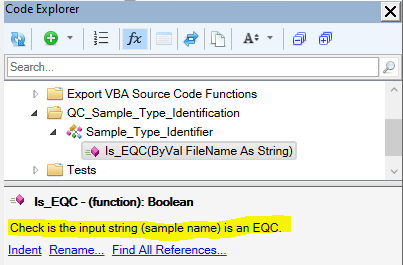 Code Explorer
fx
Search...
Export VBA Source Code Functions
QC_Sample_Type_Identification
Sample_Type_Identifier
Is_EQC(ByVal FileName As String)
Tests
Is_EQC - (function): Boolean
Check is the input string (sample name) is an EQC.
Indent Rename... Find All References...